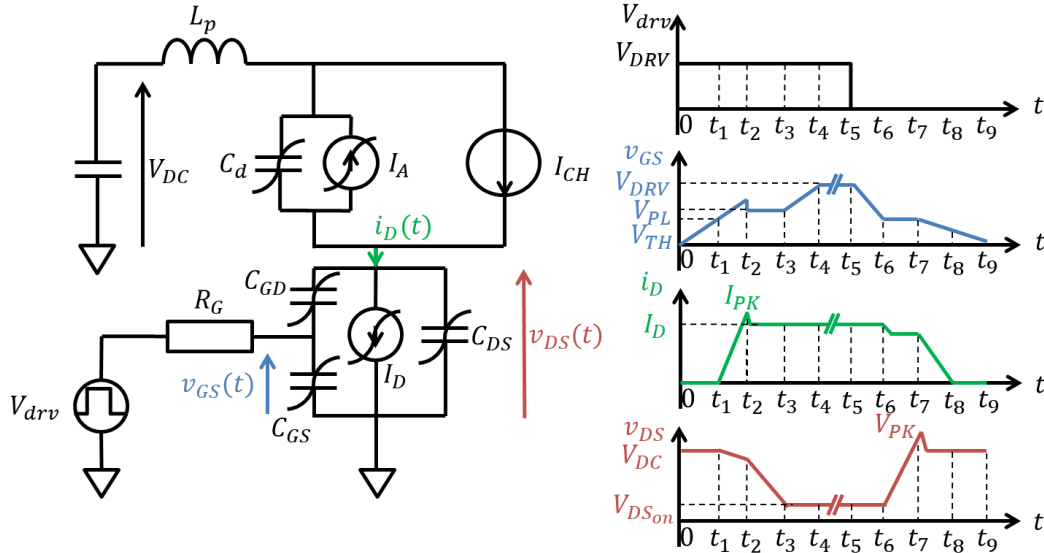 L_p
V_DC
C_d
I_A
I_CH
i_D(t)
C_GD
R_G
I_D
C_DS
v_DS(t)
v_GS(t)
C_GS
V_drv
V_drv
V_DRV
t
0 t_1 t_2 t_3 t_4 t_5 t_6 t_7 t_8 t_9
v_GS
V_DRV
V_PL
V_TH
t
0 t_1 t_2 t_3 t_4 t_5 t_6 t_7 t_8 t_9
i_D
I_PK
I_D
t
0 t_1 t_2 t_3 t_4 t_5 t_6 t_7 t_8 t_9
v_DS
V_PK
V_DC
V_DSon
t
0 t_1 t_2 t_3 t_4 t_5 t_6 t_7 t_8 t_9